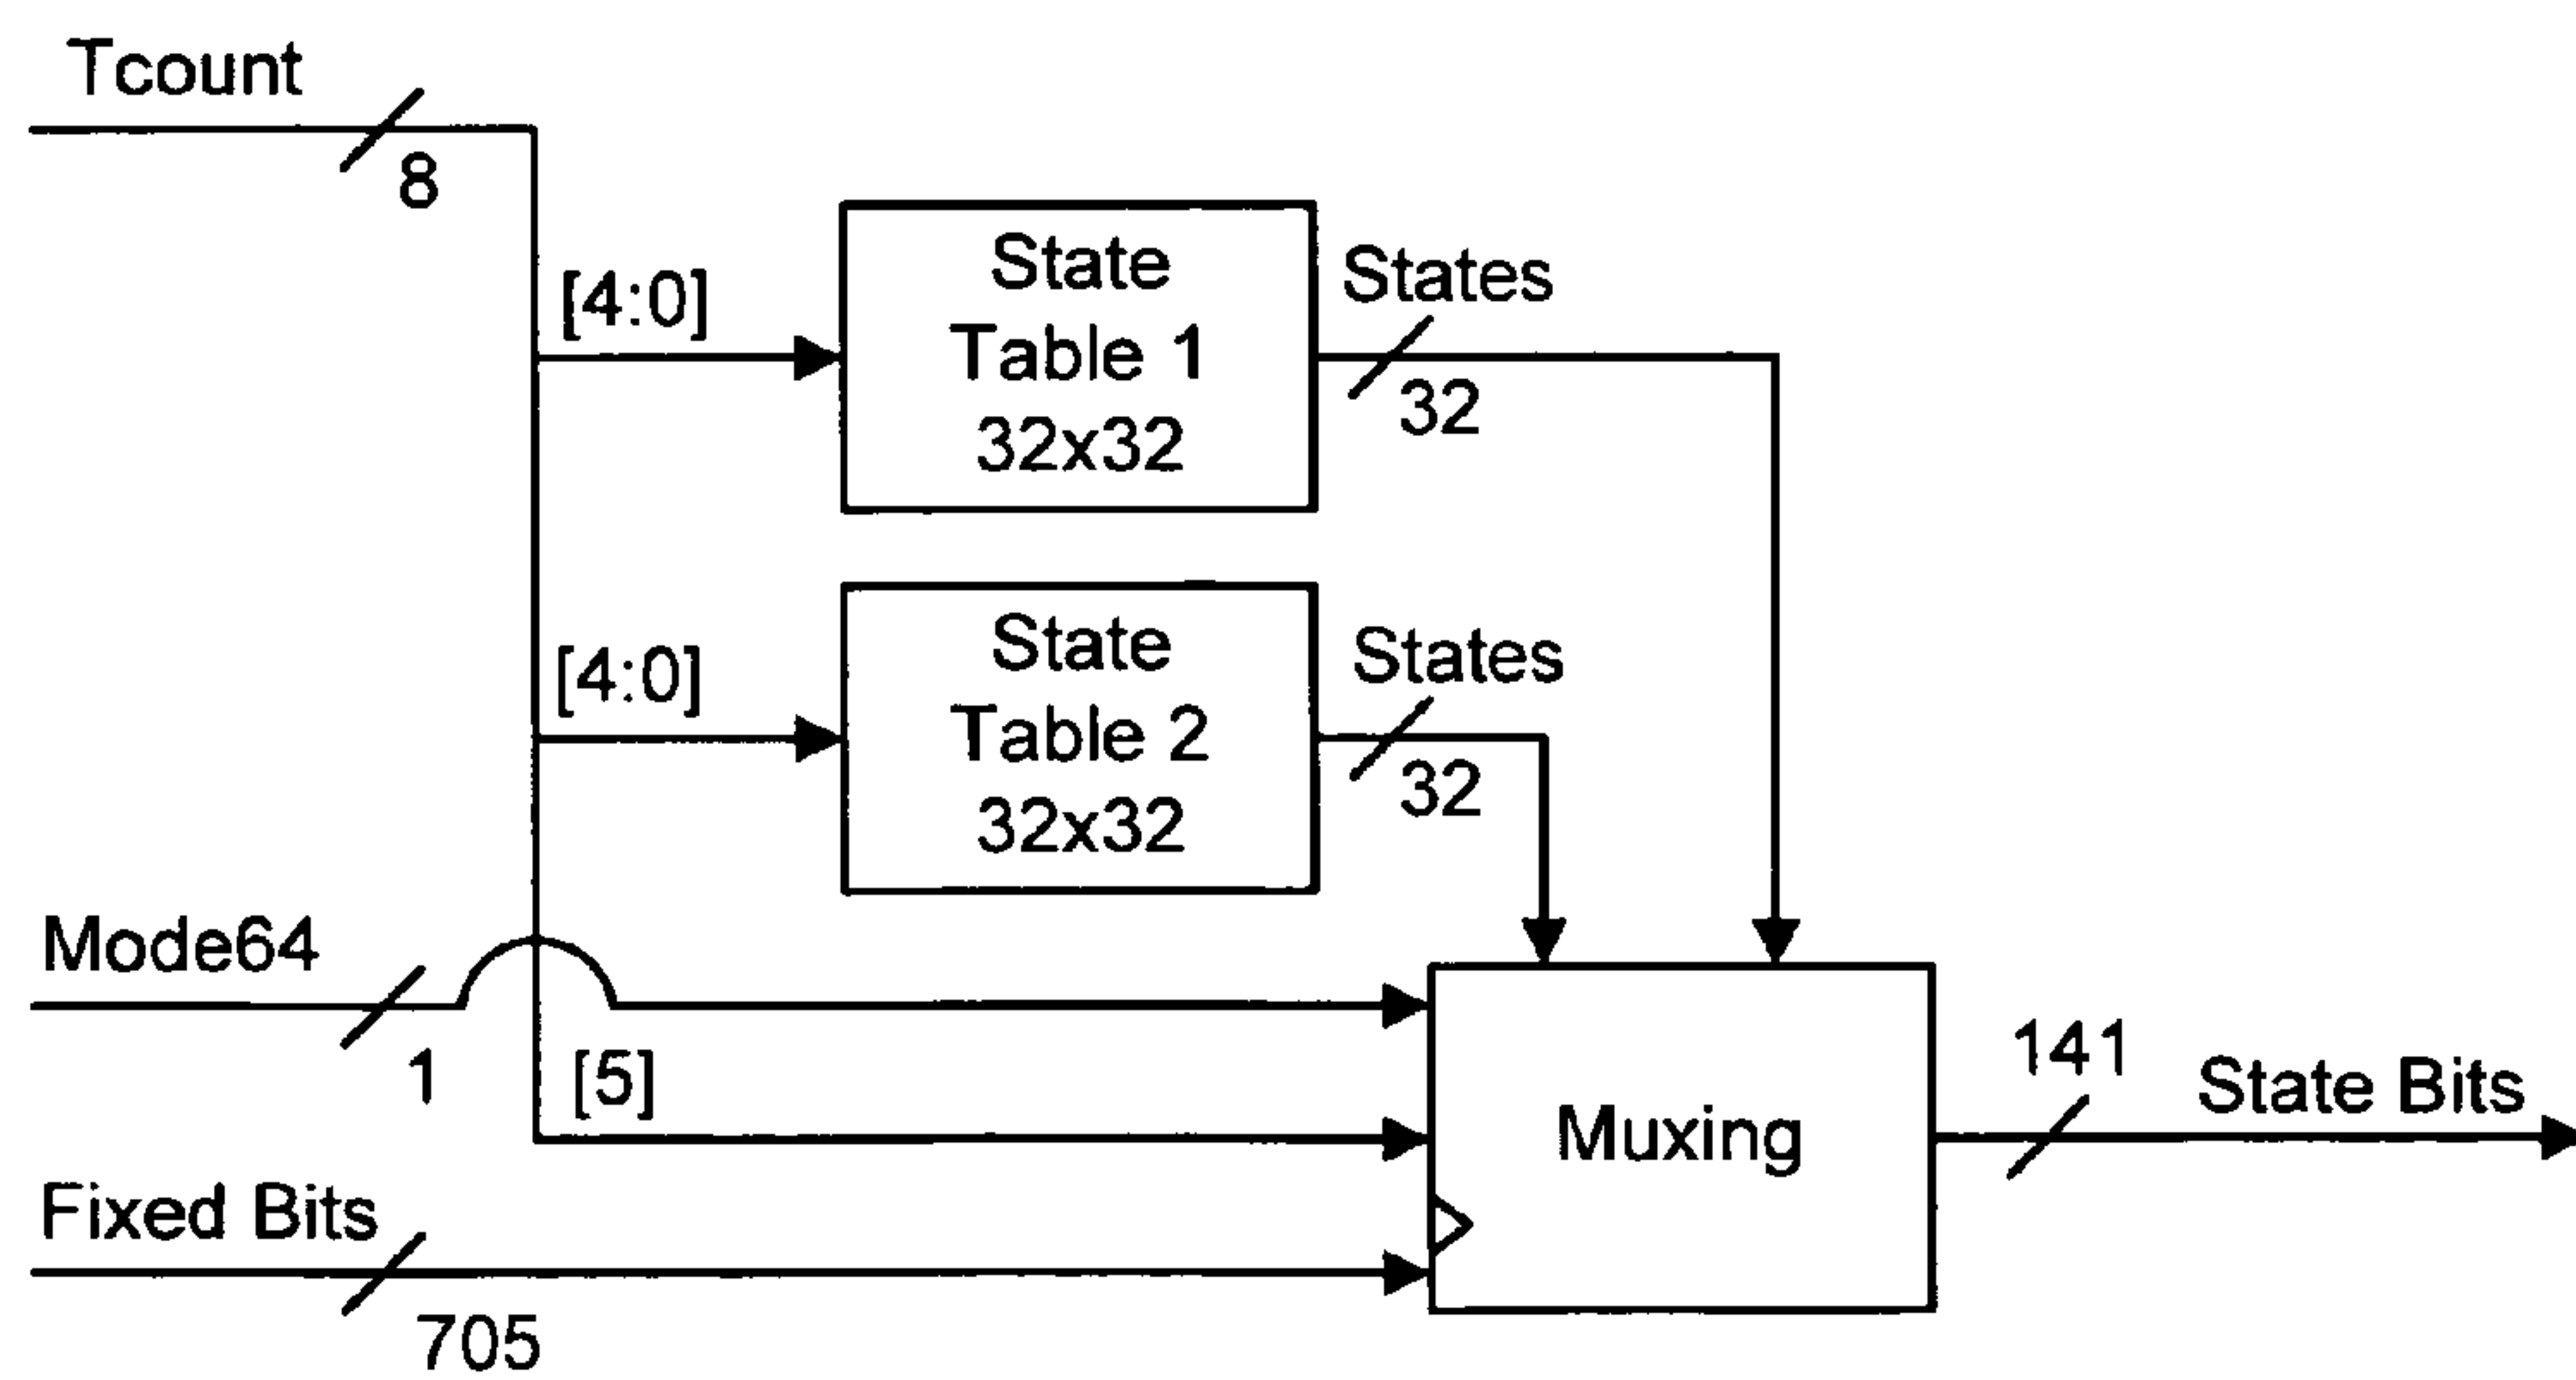 Tcount
8
[4:0]
State
Table 1
32x32
States
32
[4:0]
State
Table 2
32x32
States
32
Mode64
1
[5]
Fixed Bits
705
Muxing
141
State Bits